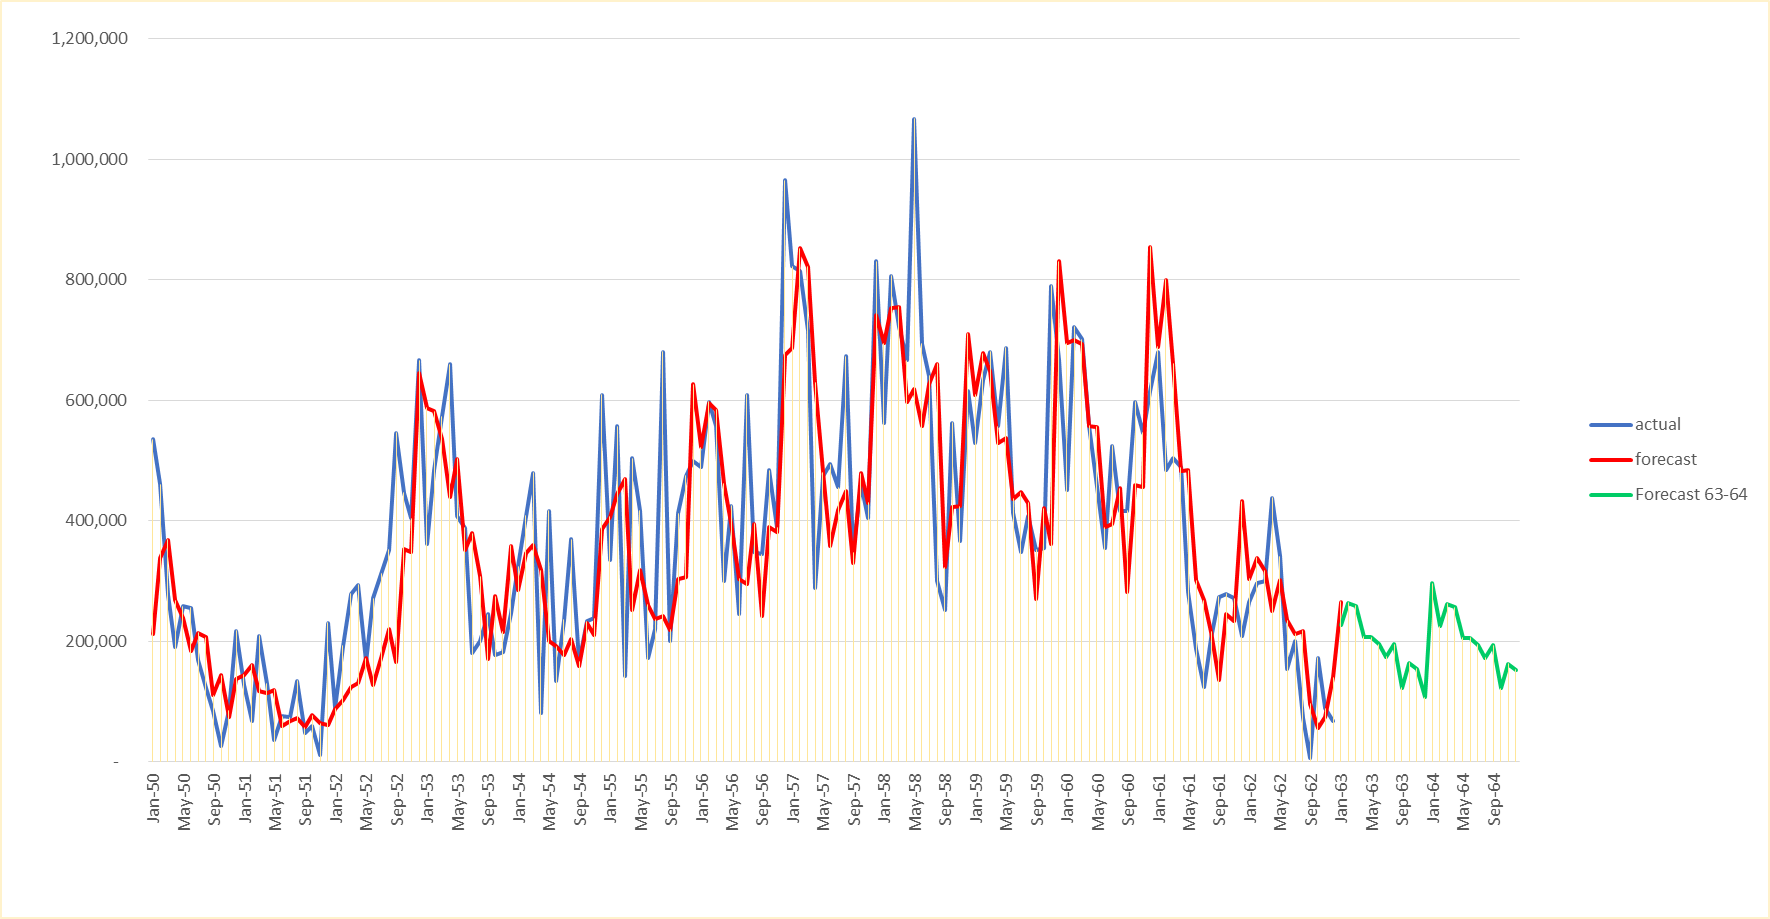 1,200,000
1,000,000
800,000
600,000
400,000
200,000
-
Jan-50
May-50
Sep-50
Jan-51
May-51
Sep-51
Jan-52
May-52
Sep-52
Jan-53
May-53
Sep-53
Jan-54
May-54
Sep-54
Jan-55
May-55
Sep-55
Jan-56
May-56
Sep-56
Jan-57
May-57
Sep-57
Jan-58
May-58
Sep-58
Jan-59
May-59
Sep-59
Jan-60
May-60
Sep-60
Jan-61
May-61
Sep-61
Jan-62
May-62
Sep-62
Jan-63
May-63
Sep-63
Jan-64
May-64
Sep-64
actual
forecast
Forecast 63-64